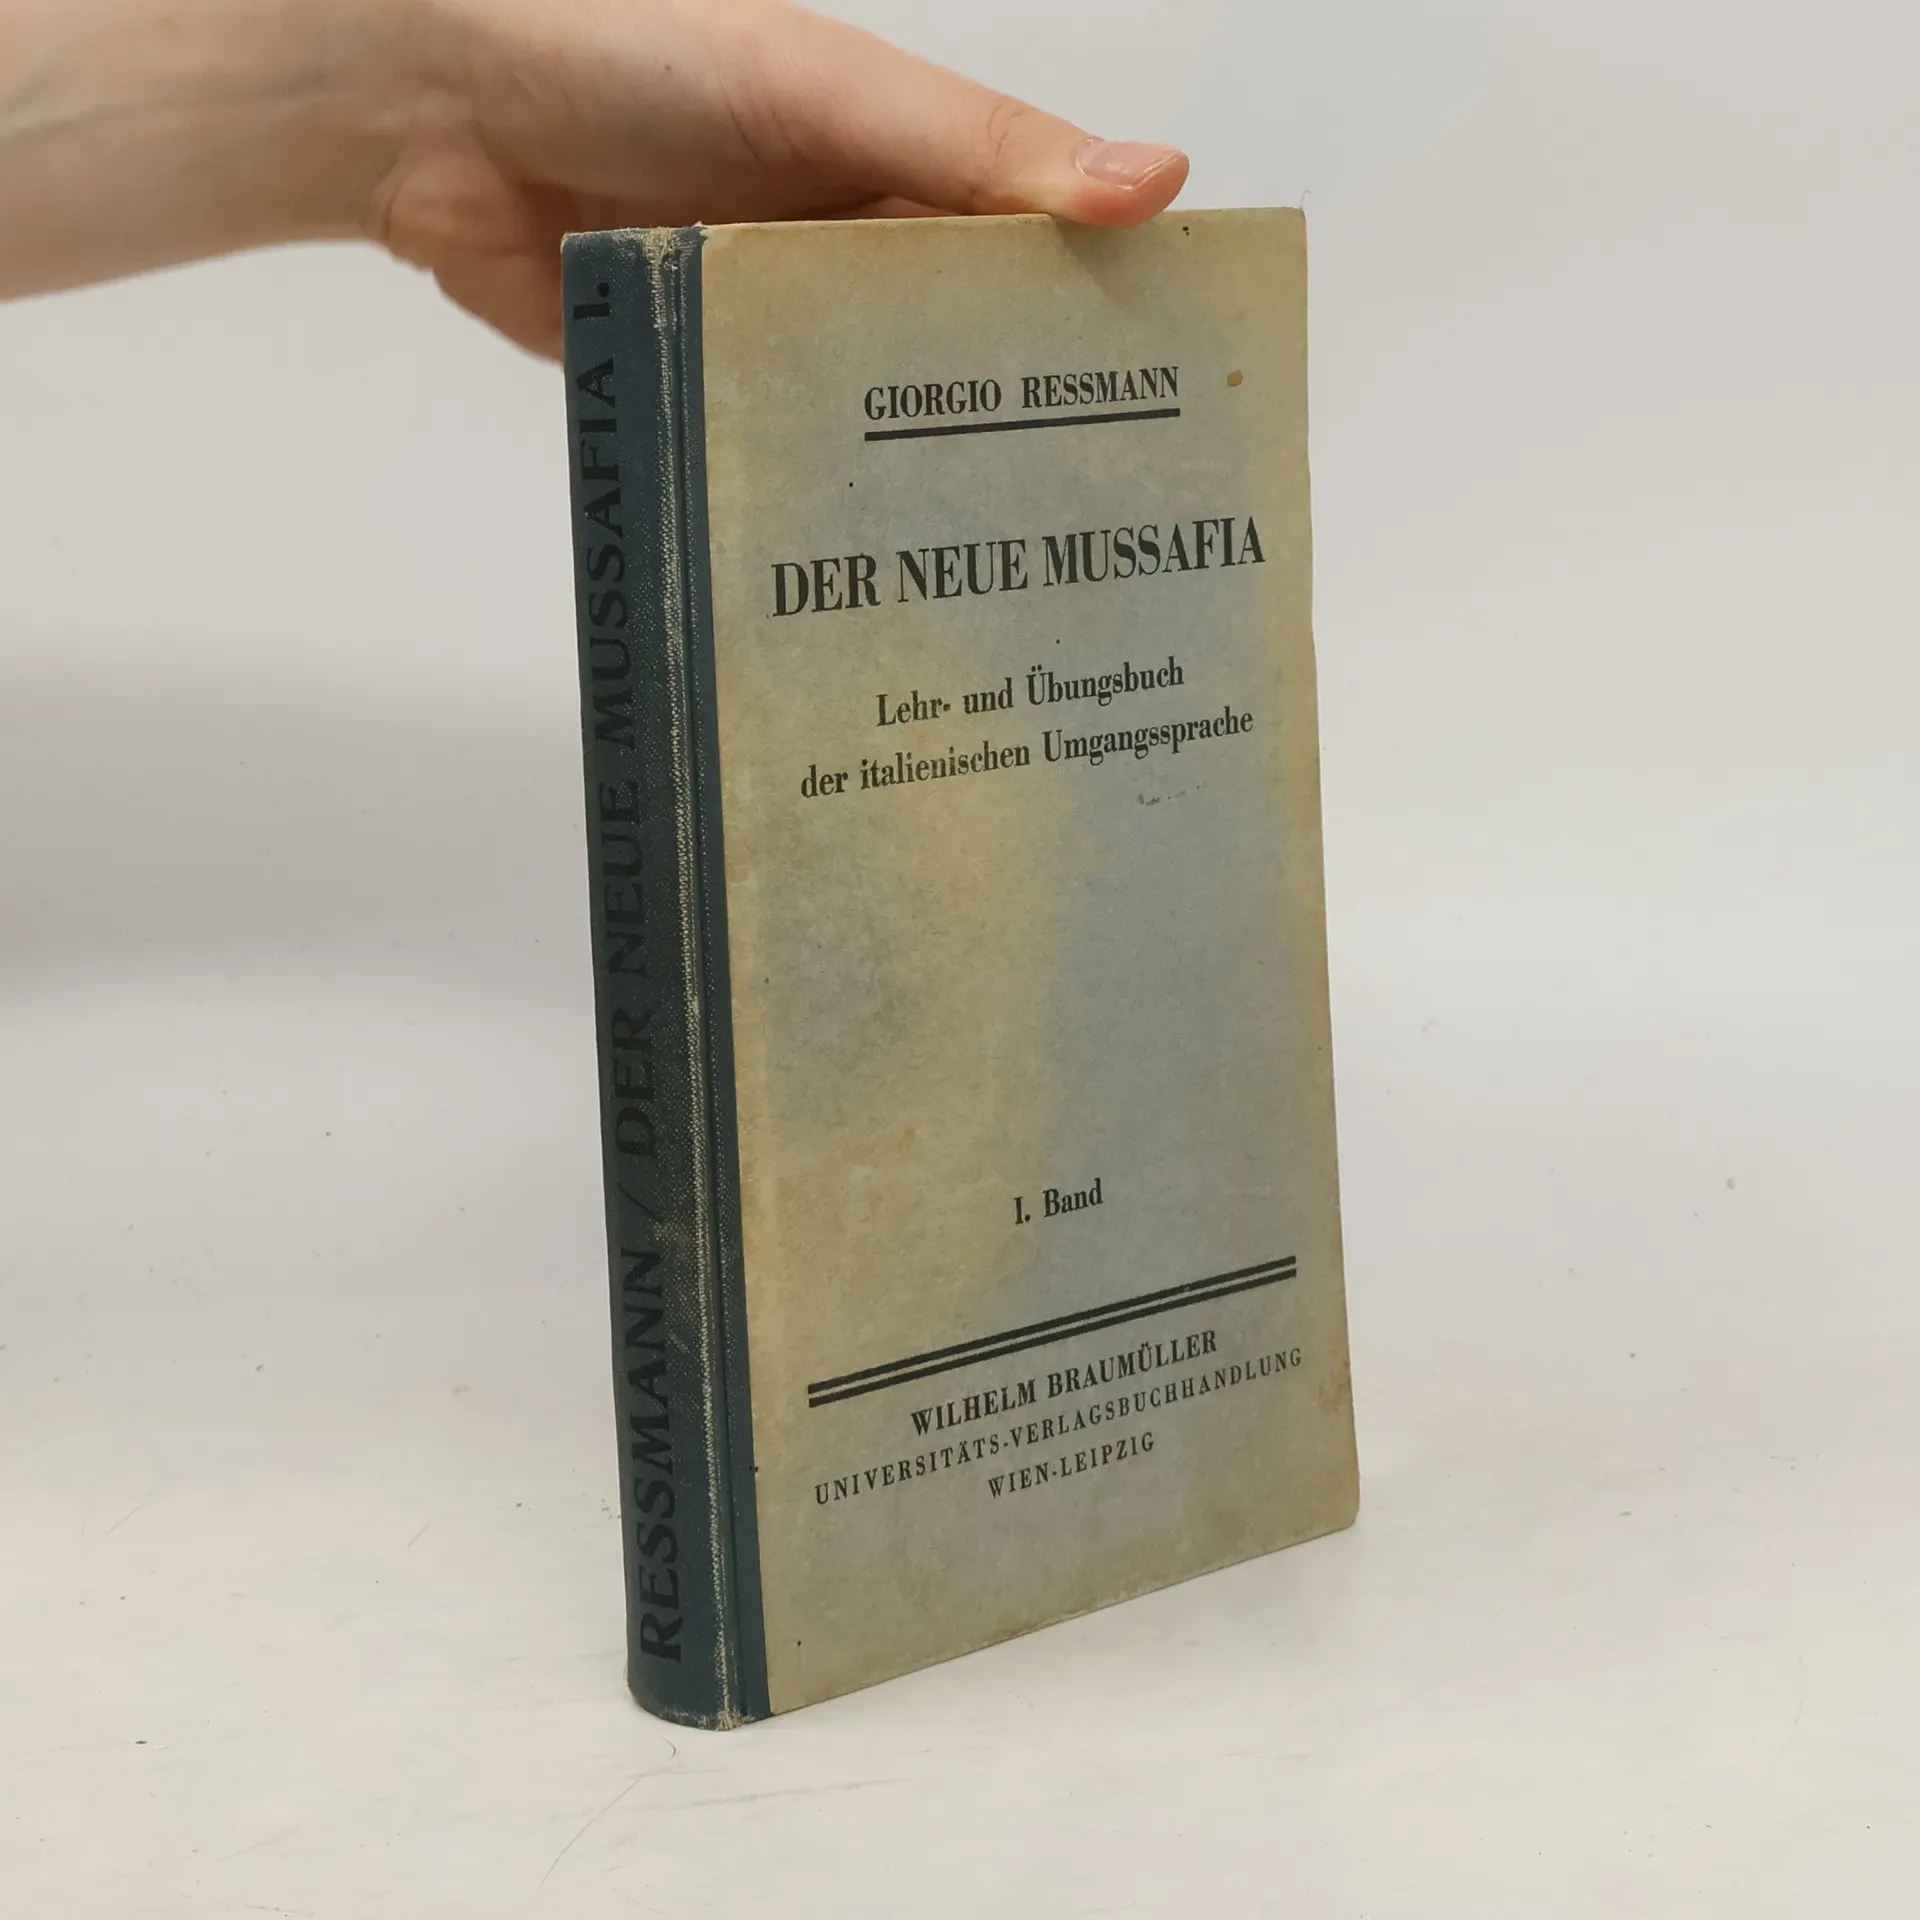 RESSMANN / DER NEUE MUSSAFIA I.
GIORGIO RESSMANN
DER NEUE MUSSAFIA
Lehr- und Übungsbuch
der italienischen Umgangssprache
I. Band
WILHELM BRAUMÜLLER
UNIVERSITÄTS-VERLAGSBUCHHANDLUNG
WIEN-LEIPZIG